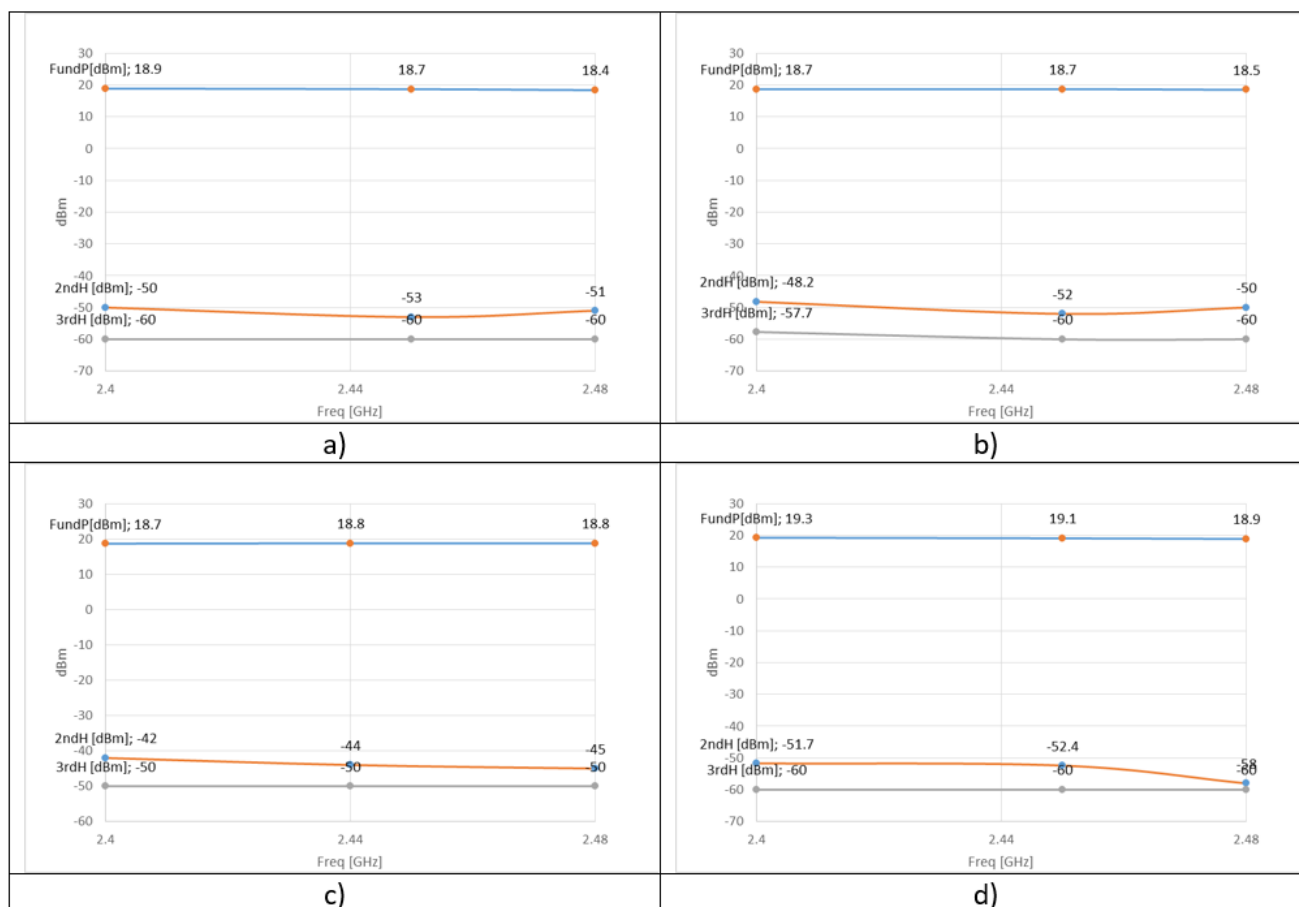 30
FundP[dBm]; 18.9 18.7 18.4
20
10
0
-10
-20
-30
-40
2ndH [dBm]; -50 -53 -51
-50
3rdH [dBm]; -60 -60 -60
-60
-70
dBm
2.4 2.44 2.48
Freq [GHz]
a)
30
FundP[dBm]; 18.7 18.7 18.5
20
10
0
-10
-20
-30
-40
2ndH [dBm]; -48.2 -52 -50
-50
3rdH [dBm]; -57.7 -60 -60
-60
-70
dBm
2.4 2.44 2.48
Freq [GHz]
b)
30
FundP[dBm]; 18.7 18.8 18.8
20
10
0
-10
-20
-30
2ndH [dBm]; -42 -44 -45
-40
3rdH [dBm]; -50 -50 -50
-50
-60
dBm
2.4 2.44 2.48
Freq [GHz]
c)
30
FundP[dBm]; 19.3 19.1 18.9
20
10
0
-10
-20
-30
-40
2ndH [dBm]; -51.7 -52.4 -58
-50
3rdH [dBm]; -60 -60 -60
-60
-70
dBm
2.4 2.44 2.48
Freq [GHz]
d)